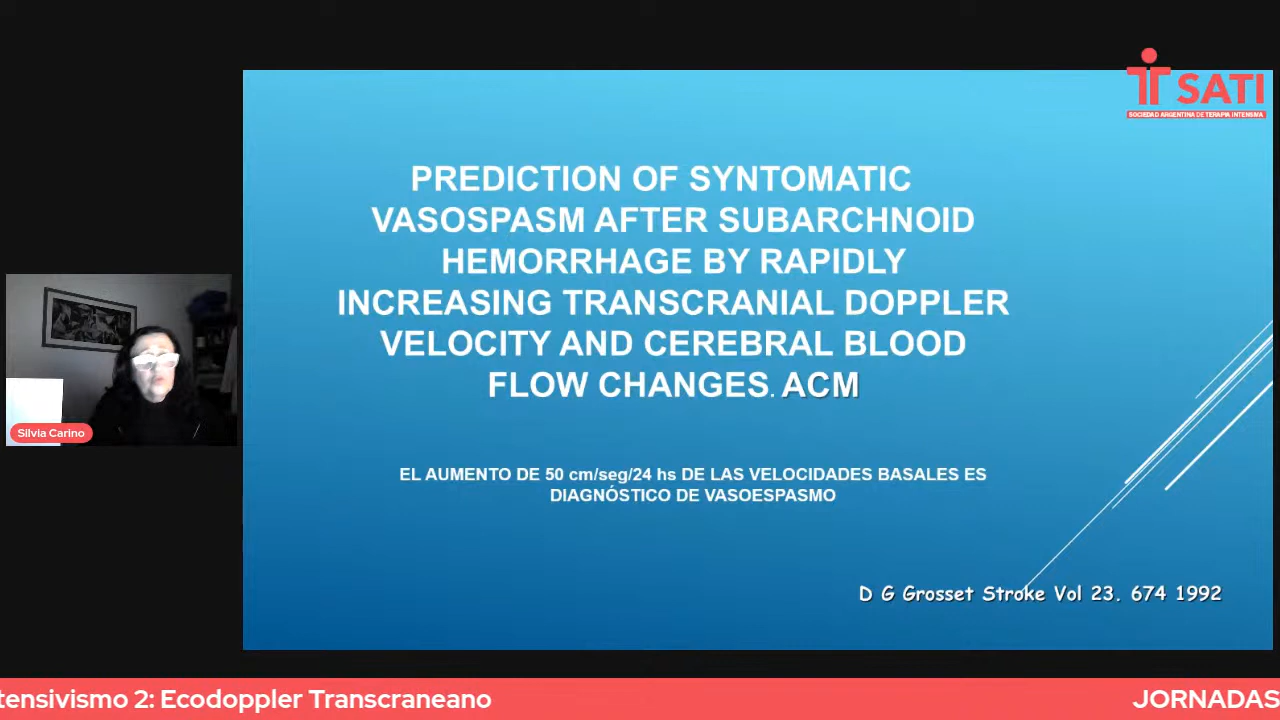 SATI
SOCIEDAD ARGENTINA DE TERAPIA INTENSIVA
PREDICTION OF SYNTOMATIC
VASOSPASM AFTER SUBARCHNOID
HEMORRHAGE BY RAPIDLY
INCREASING TRANSCRANIAL DOPPLER
VELOCITY AND CEREBRAL BLOOD
FLOW CHANGES. ACM
EL AUMENTO DE 50 cm/seg/24 hs DE LAS VELOCIDADES BASALES ES
DIAGNÓSTICO DE VASOESPASMO
D G Grosset Stroke Vol 23. 674 1992
Silvia Carino
tensivismo 2: Ecodoppler Transcraneano
JORNADAS